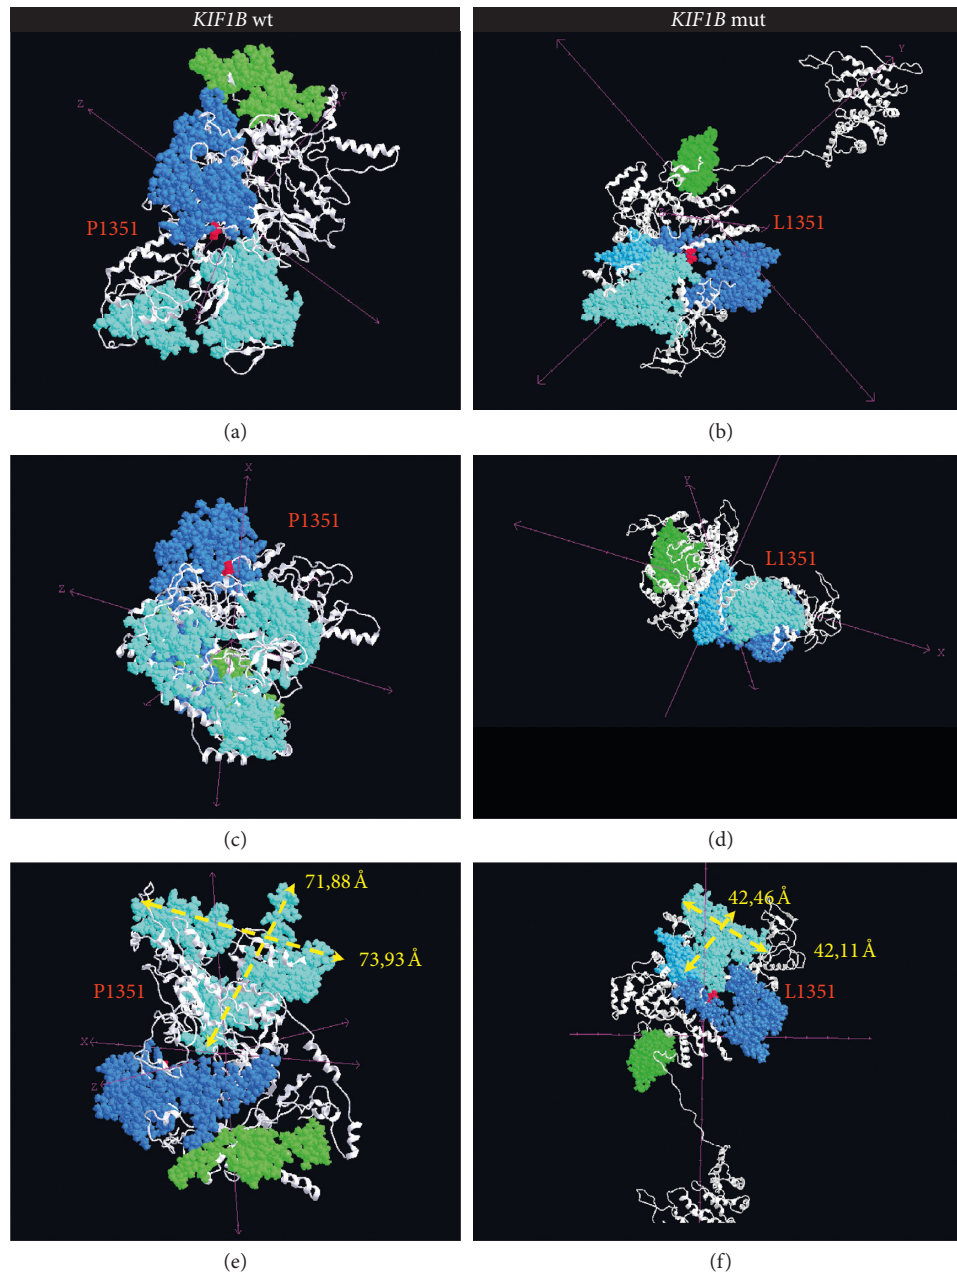 KIF1B wt
KIF1B mut
Z
Y
P1351
Y
L1351
(a)
(b)
X
P1351
Z
Y
L1351
X
(c)
(d)
71,88 Å
73,93 Å
P1351
X
Z
42,46 Å
42,11 Å
L1351
(e)
(f)